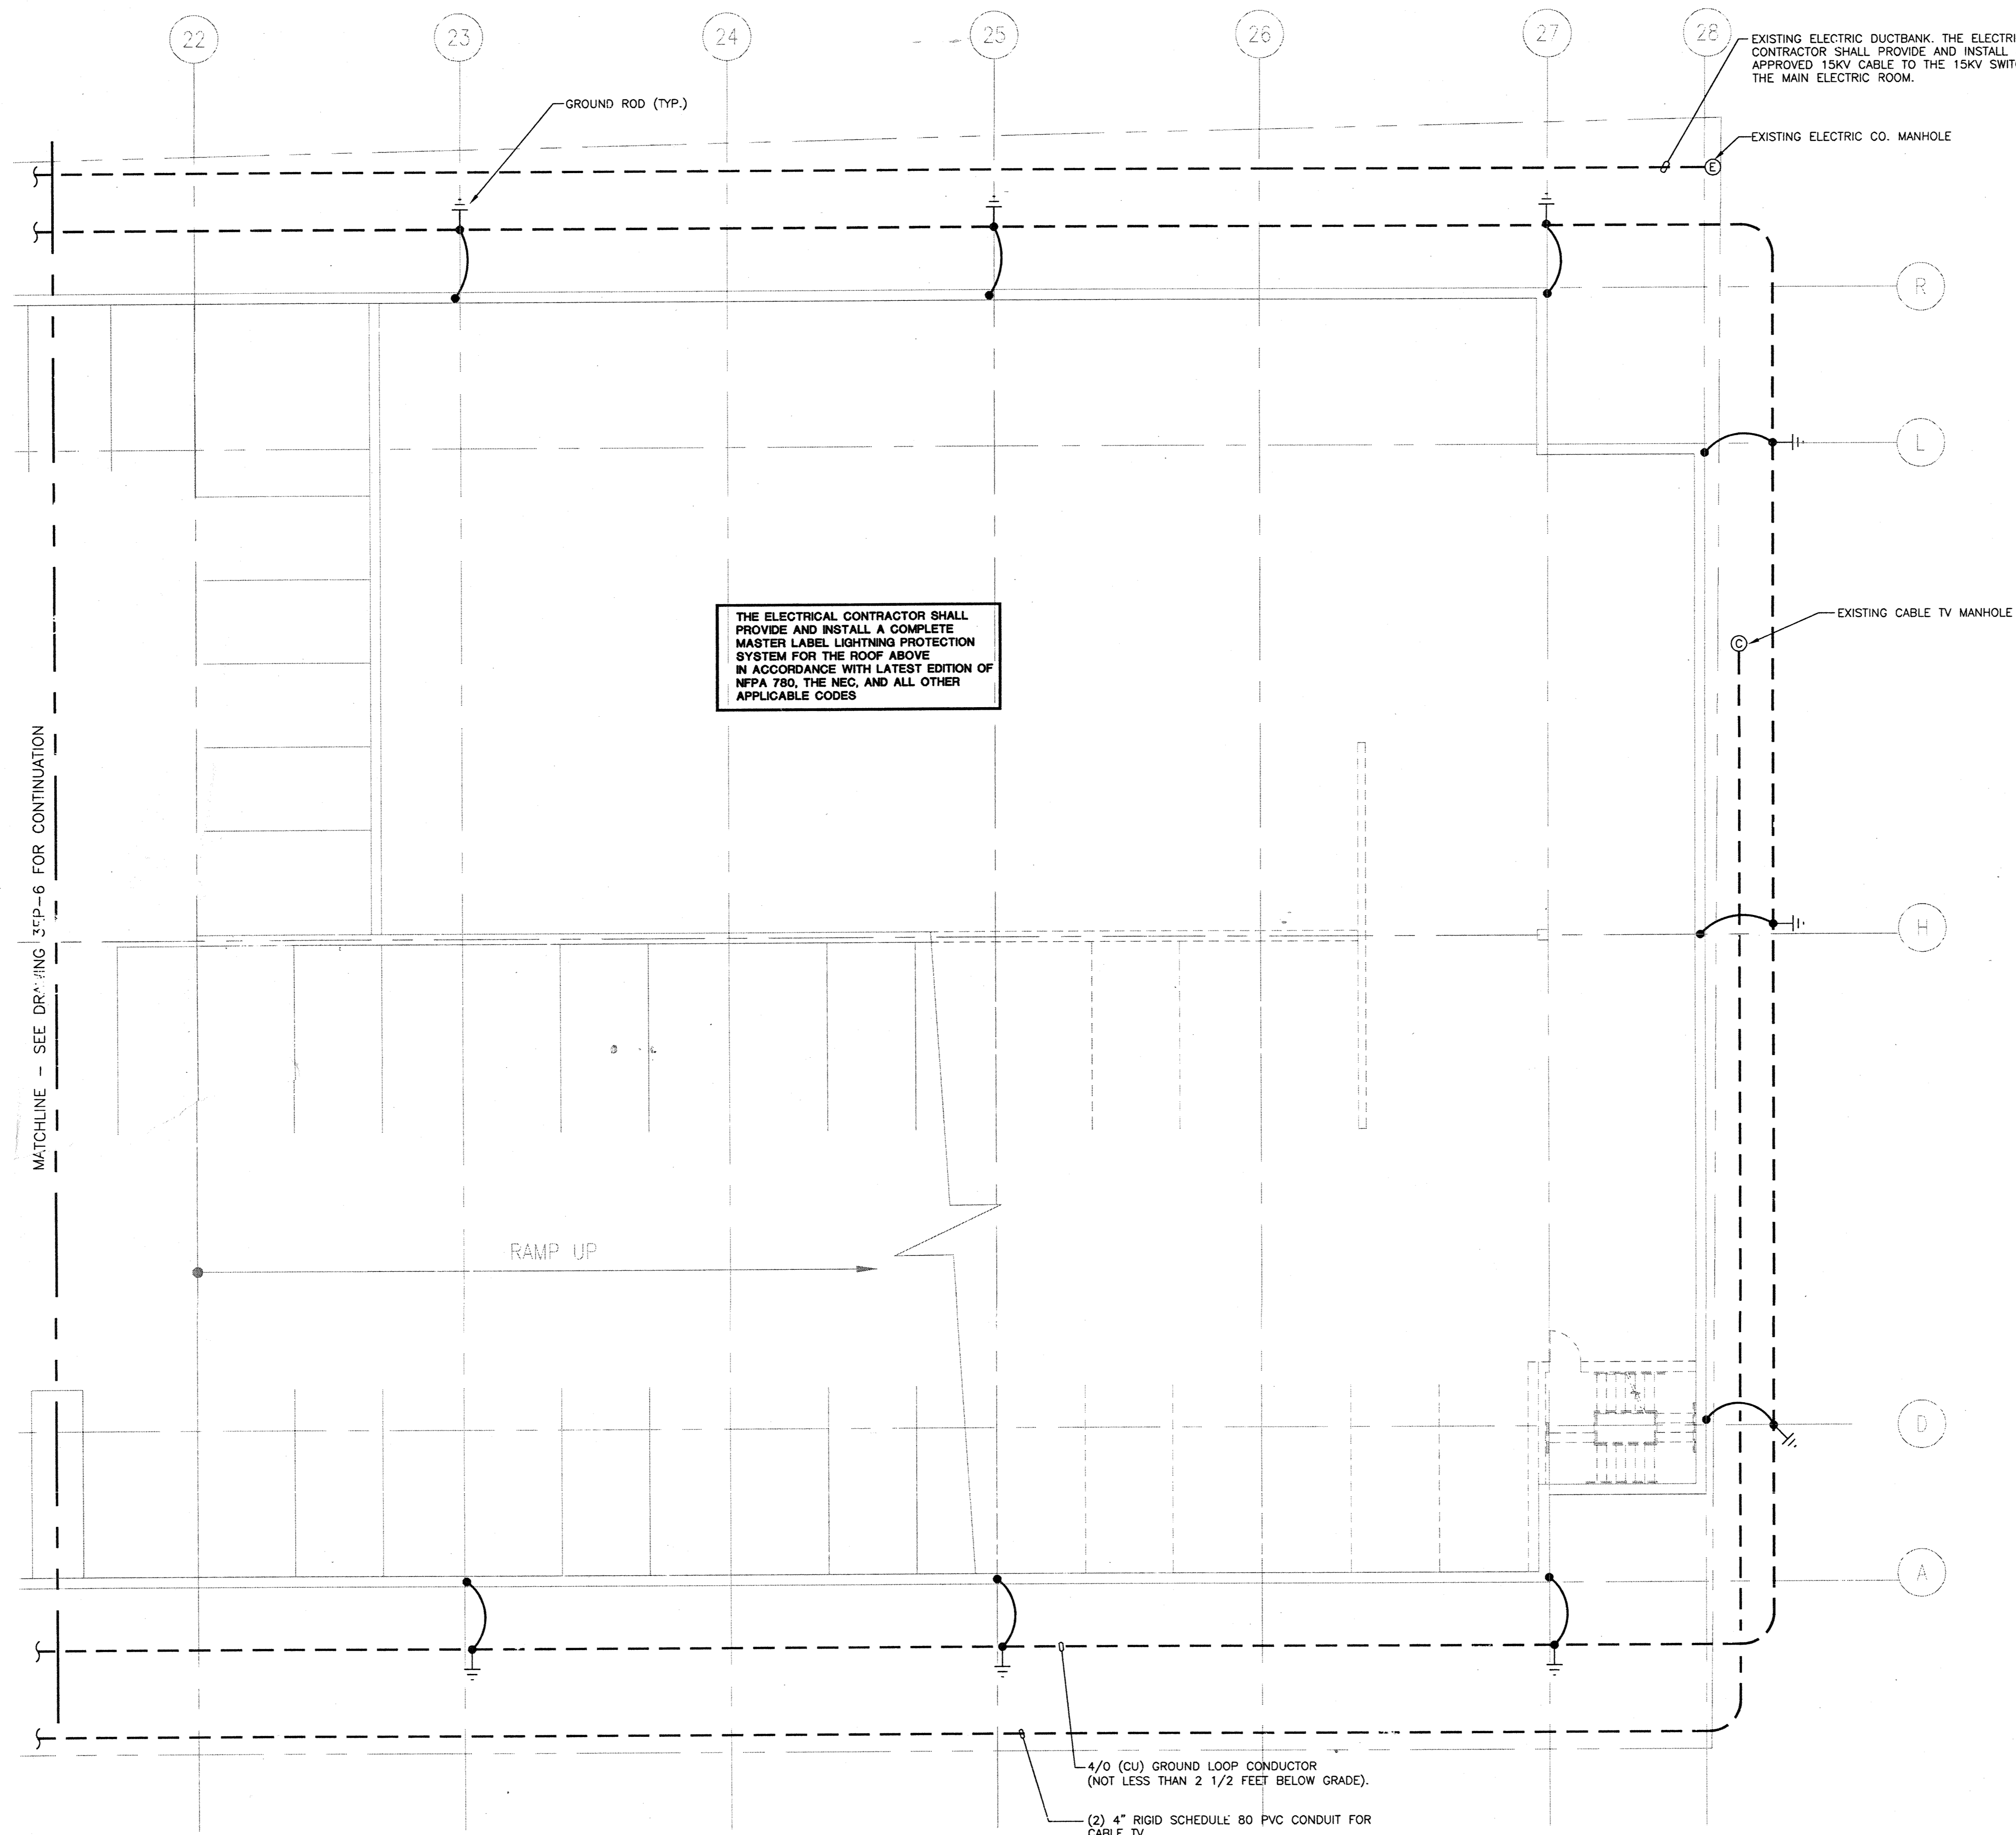 22
23
24
25
26
27
28
EXISTING ELECTRIC DUCTBANK. THE
CONTRACTOR SHALL PROVIDE AND INSTALL
APPROVED 15KV CABLE TO THE 15KV
THE MAIN ELECTRIC ROOM.
GROUND ROD (TYP.)
EXISTING ELECTRIC CO. MANHOLE
E
R
L
THE ELECTRICAL CONTRACTOR SHALL
PROVIDE AND INSTALL A COMPLETE
MASTER LABEL LIGHTNING PROTECTION
SYSTEM FOR THE ROOF ABOVE
IN ACCORDANCE WITH LATEST EDITION OF
NFPA 780, THE NEC, AND ALL OTHER
APPLICABLE CODES
EXISTING CABLE TV MANHOLE
C
MATCHLINE - SEE DRAWING 3EP-6 FOR CONTINUATION
H
RAMP UP
D
A
4/0 (CU) GROUND LOOP CONDUCTOR
(NOT LESS THAN 2 1/2 FEET BELOW GRADE).
(2) 4" RIGID SCHEDULE 80 PVC CONDUIT FOR
CABLE TV